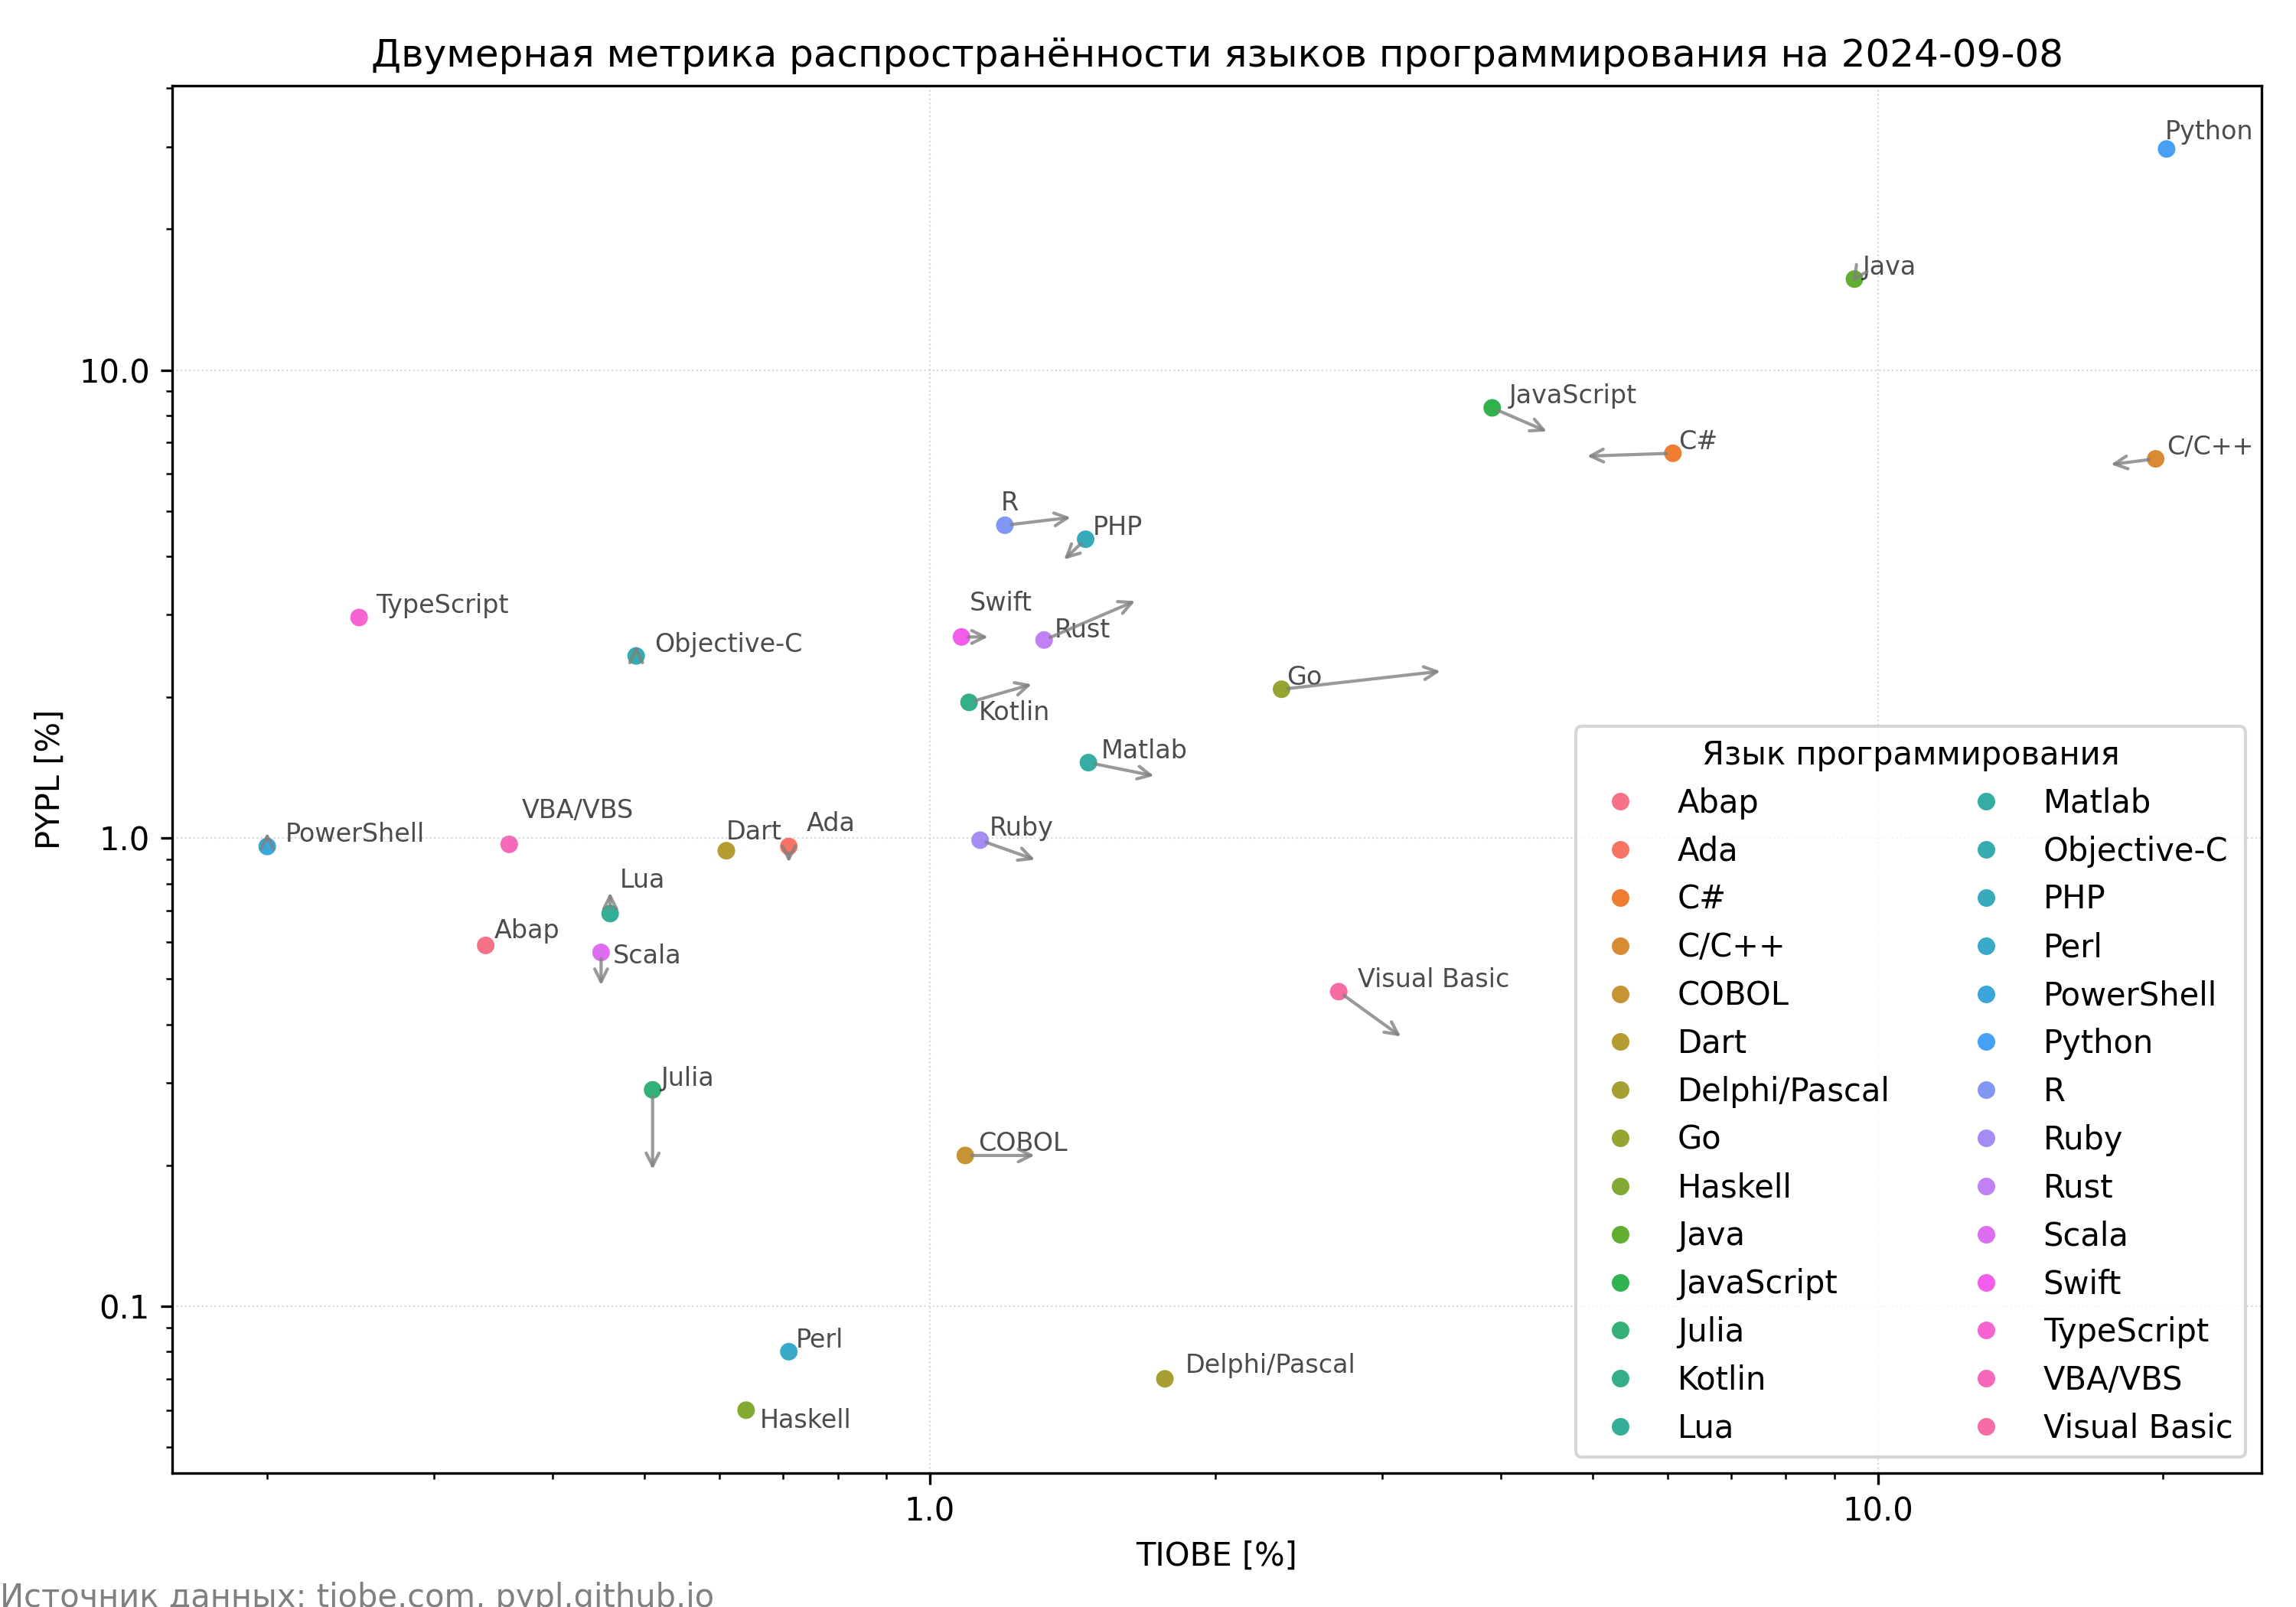 Двумерная метрика распространённости языков программирования на 2024-09-08
Python
Java
10.0
JavaScript
C#
C/C++
R
PHP
TypeScript
Swift
Rust
Objective-C
Go
Kotlin
Matlab
PYPL [%]
1.0
PowerShell
VBA/VBS
Dart
Ada
Ruby
Lua
Abap
Scala
Visual Basic
Julia
COBOL
0.1
Perl
Delphi/Pascal
Haskell
Язык программирования
Abap
Ada
C#
C/C++
COBOL
Dart
Delphi/Pascal
Go
Haskell
Java
JavaScript
Julia
Kotlin
Lua
Matlab
Objective-C
PHP
Perl
PowerShell
Python
R
Ruby
Rust
Scala
Swift
TypeScript
VBA/VBS
Visual Basic
1.0
10.0
TIOBE [%]
Источник данных: tiobe.com, pypl.github.io